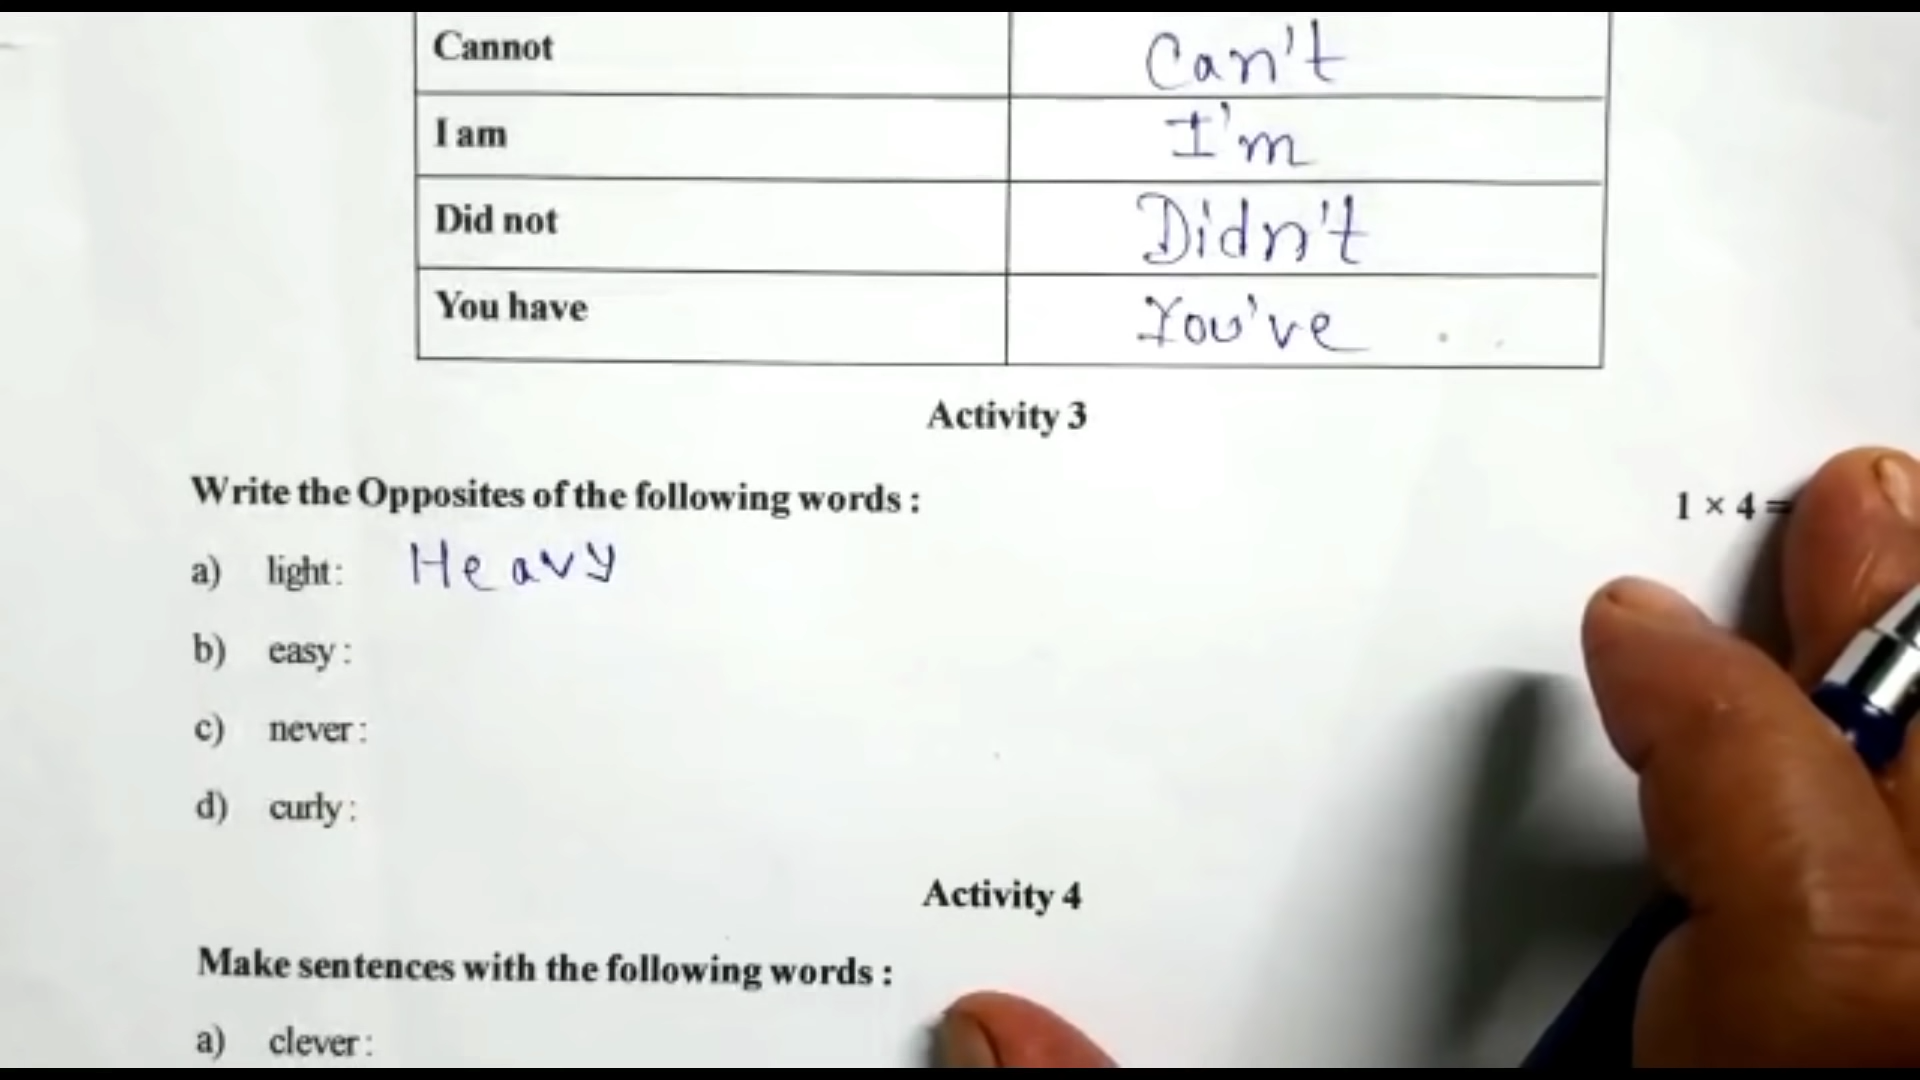 Cannot Can't
I am I'm
Did not Didn't
You have You've
Activity 3
Write the Opposites of the following words : 1 × 4 =
a) light : Heavy
b) easy :
c) never :
d) curly :
Activity 4
Make sentences with the following words :
a) clever :